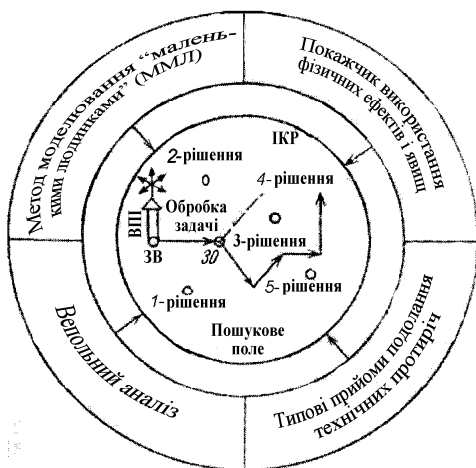 Метод моделювання “малень-
кими людинками” (ММЛ)
Покажчик використання
фізичних ефектів і явищ
ІКР
2-рішення
4-рішення
Обробка
задачі
ВПІ
3-рішення
ЗВ
ЗО
1-рішення
5-рішення
Пошукове
поле
Вепольний аналіз
Типові прийоми подолання
технічних протиріч